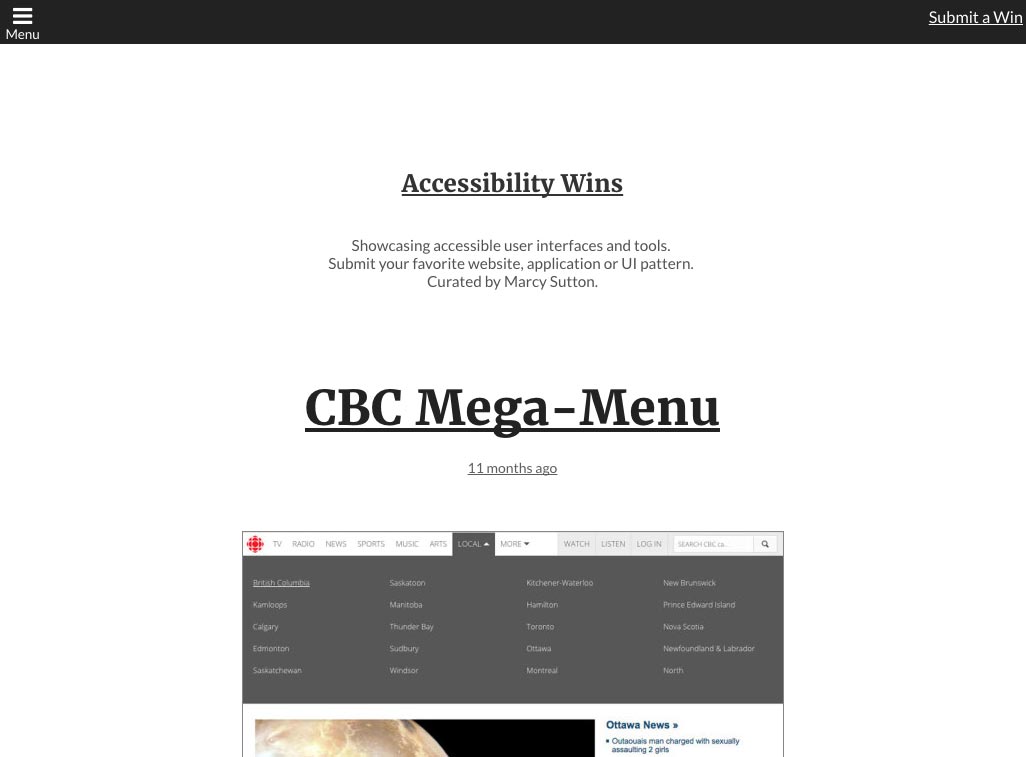 Menu
Submit a Win
Accessibility Wins
Showcasing accessible user interfaces and tools.
Submit your favorite website, application or UI pattern.
Curated by Marcy Sutton.
CBC Mega-Menu
11 months ago
TV RADIO NEWS SPORTS MUSIC ARTS LOCAL MORE WATCH LISTEN LOG IN SEARCH CBC.ca...
British Columbia Saskatoon Kitchener-Waterloo New Brunswick
Kamloops Manitoba Hamilton Prince Edward Island
Calgary Thunder Bay Toronto Nova Scotia
Edmonton Sudbury Ottawa Newfoundland & Labrador
Saskatchewan Windsor Montreal North
Ottawa News »
• Outaouais man charged with sexually
assaulting 2 girls